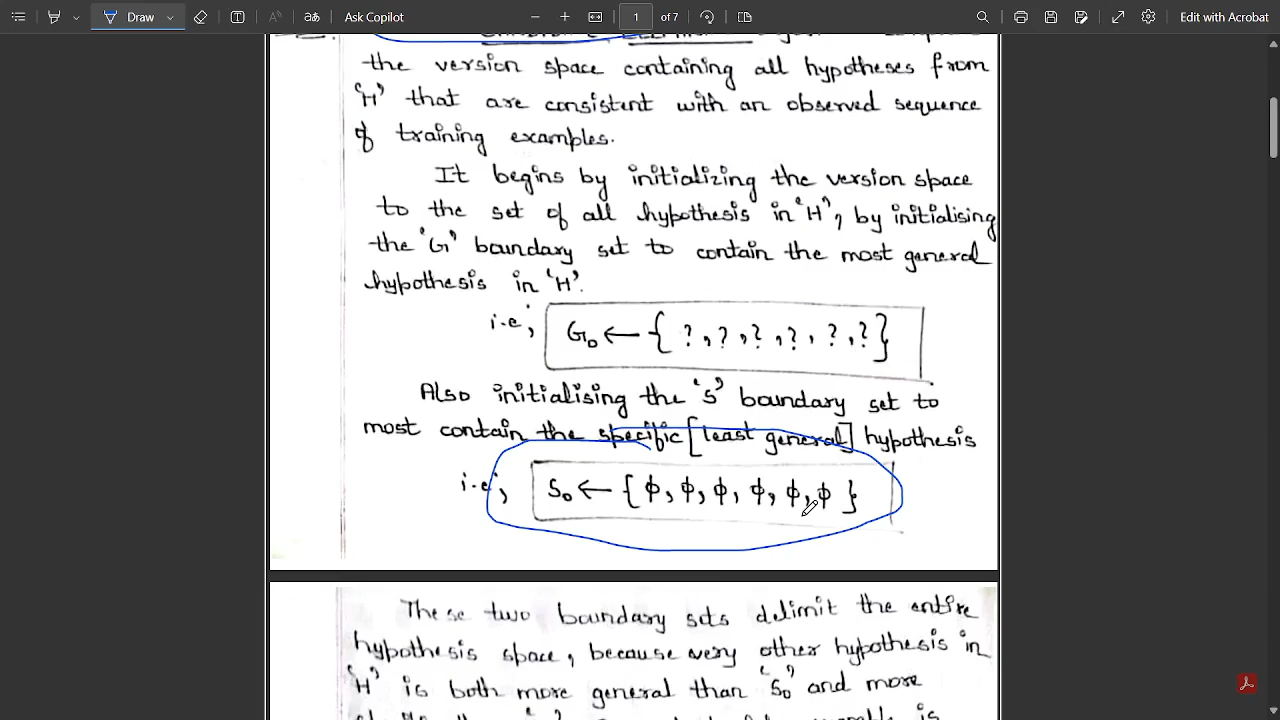 Draw
Ask Copilot
1 of 7
Edit with Acrobat
the version space containing all hypotheses from
'H' that are consistent with an observed sequence
of training examples.
It begins by initializing the version space
to the set of all hypothesis in 'H', by initialising
the 'G' boundary set to contain the most general
hypothesis in 'H'.
i.e; G₀ ← { ?, ?, ?, ?, ?, ? }
Also initialising the 'S' boundary set to
most contain the specific [least general] hypothesis
i.e; S₀ ← { ϕ, ϕ, ϕ, ϕ, ϕ, ϕ }
These two boundary sets delimit the entire
hypothesis space, because every other hypothesis in
'H' is both more general than 'S₀' and more